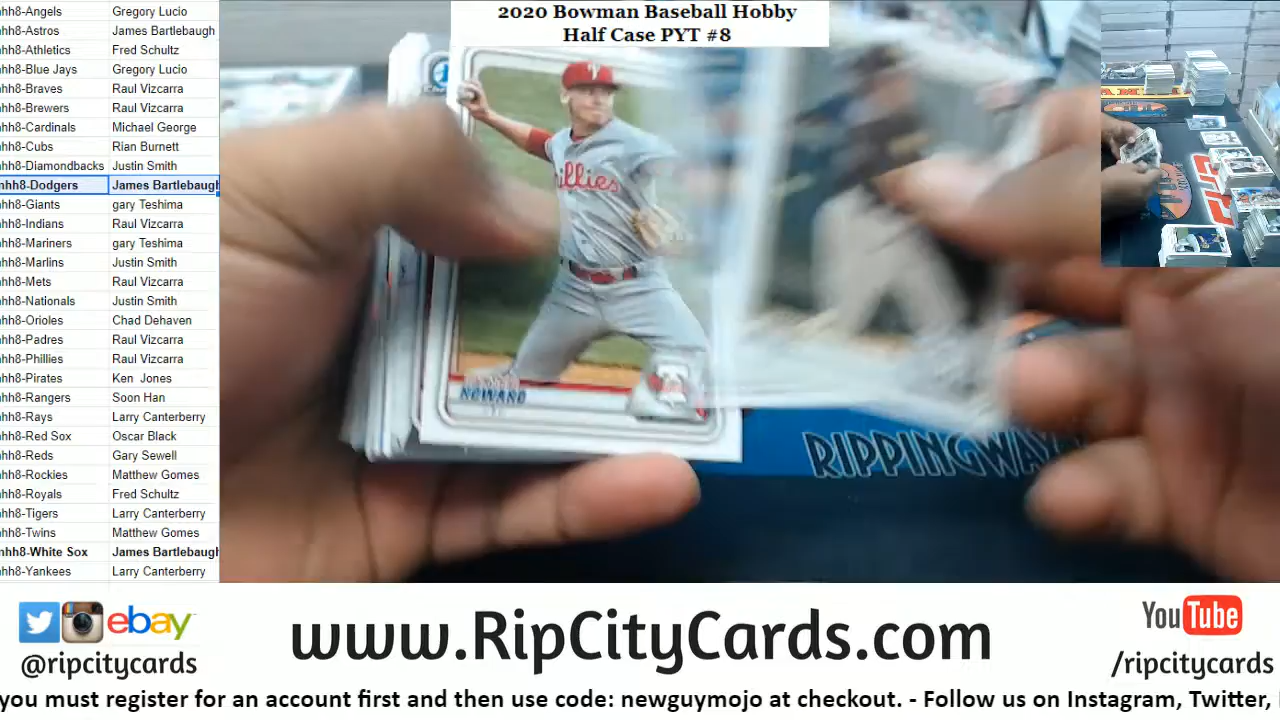 2020 Bowman Baseball Hobby
Half Case PYT #8
hh8-Angels Gregory Lucio
hh8-Astros James Bartlebaugh
hh8-Athletics Fred Schultz
hh8-Blue Jays Gregory Lucio
hh8-Braves Raul Vizcarra
hh8-Brewers Raul Vizcarra
hh8-Cardinals Michael George
hh8-Cubs Rian Burnett
hh8-Diamondbacks Justin Smith
hh8-Dodgers James Bartlebaugh
hh8-Giants gary Teshima
hh8-Indians Raul Vizcarra
hh8-Mariners gary Teshima
hh8-Marlins Justin Smith
hh8-Mets Raul Vizcarra
hh8-Nationals Justin Smith
hh8-Orioles Chad Dehaven
hh8-Padres Raul Vizcarra
hh8-Phillies Raul Vizcarra
hh8-Pirates Ken Jones
hh8-Rangers Soon Han
hh8-Rays Larry Canterberry
hh8-Red Sox Oscar Black
hh8-Reds Gary Sewell
hh8-Rockies Matthew Gomes
hh8-Royals Fred Schultz
hh8-Tigers Larry Canterberry
hh8-Twins Matthew Gomes
hh8-White Sox James Bartlebaugh
hh8-Yankees Larry Canterberry
Phillies
HOWARD
RIPPINGWAX
ebay
@ripcitycards
www.RipCityCards.com
YouTube
/ripcitycards
you must register for an account first and then use code: newguymojo at checkout. - Follow us on Instagram, Twitter,